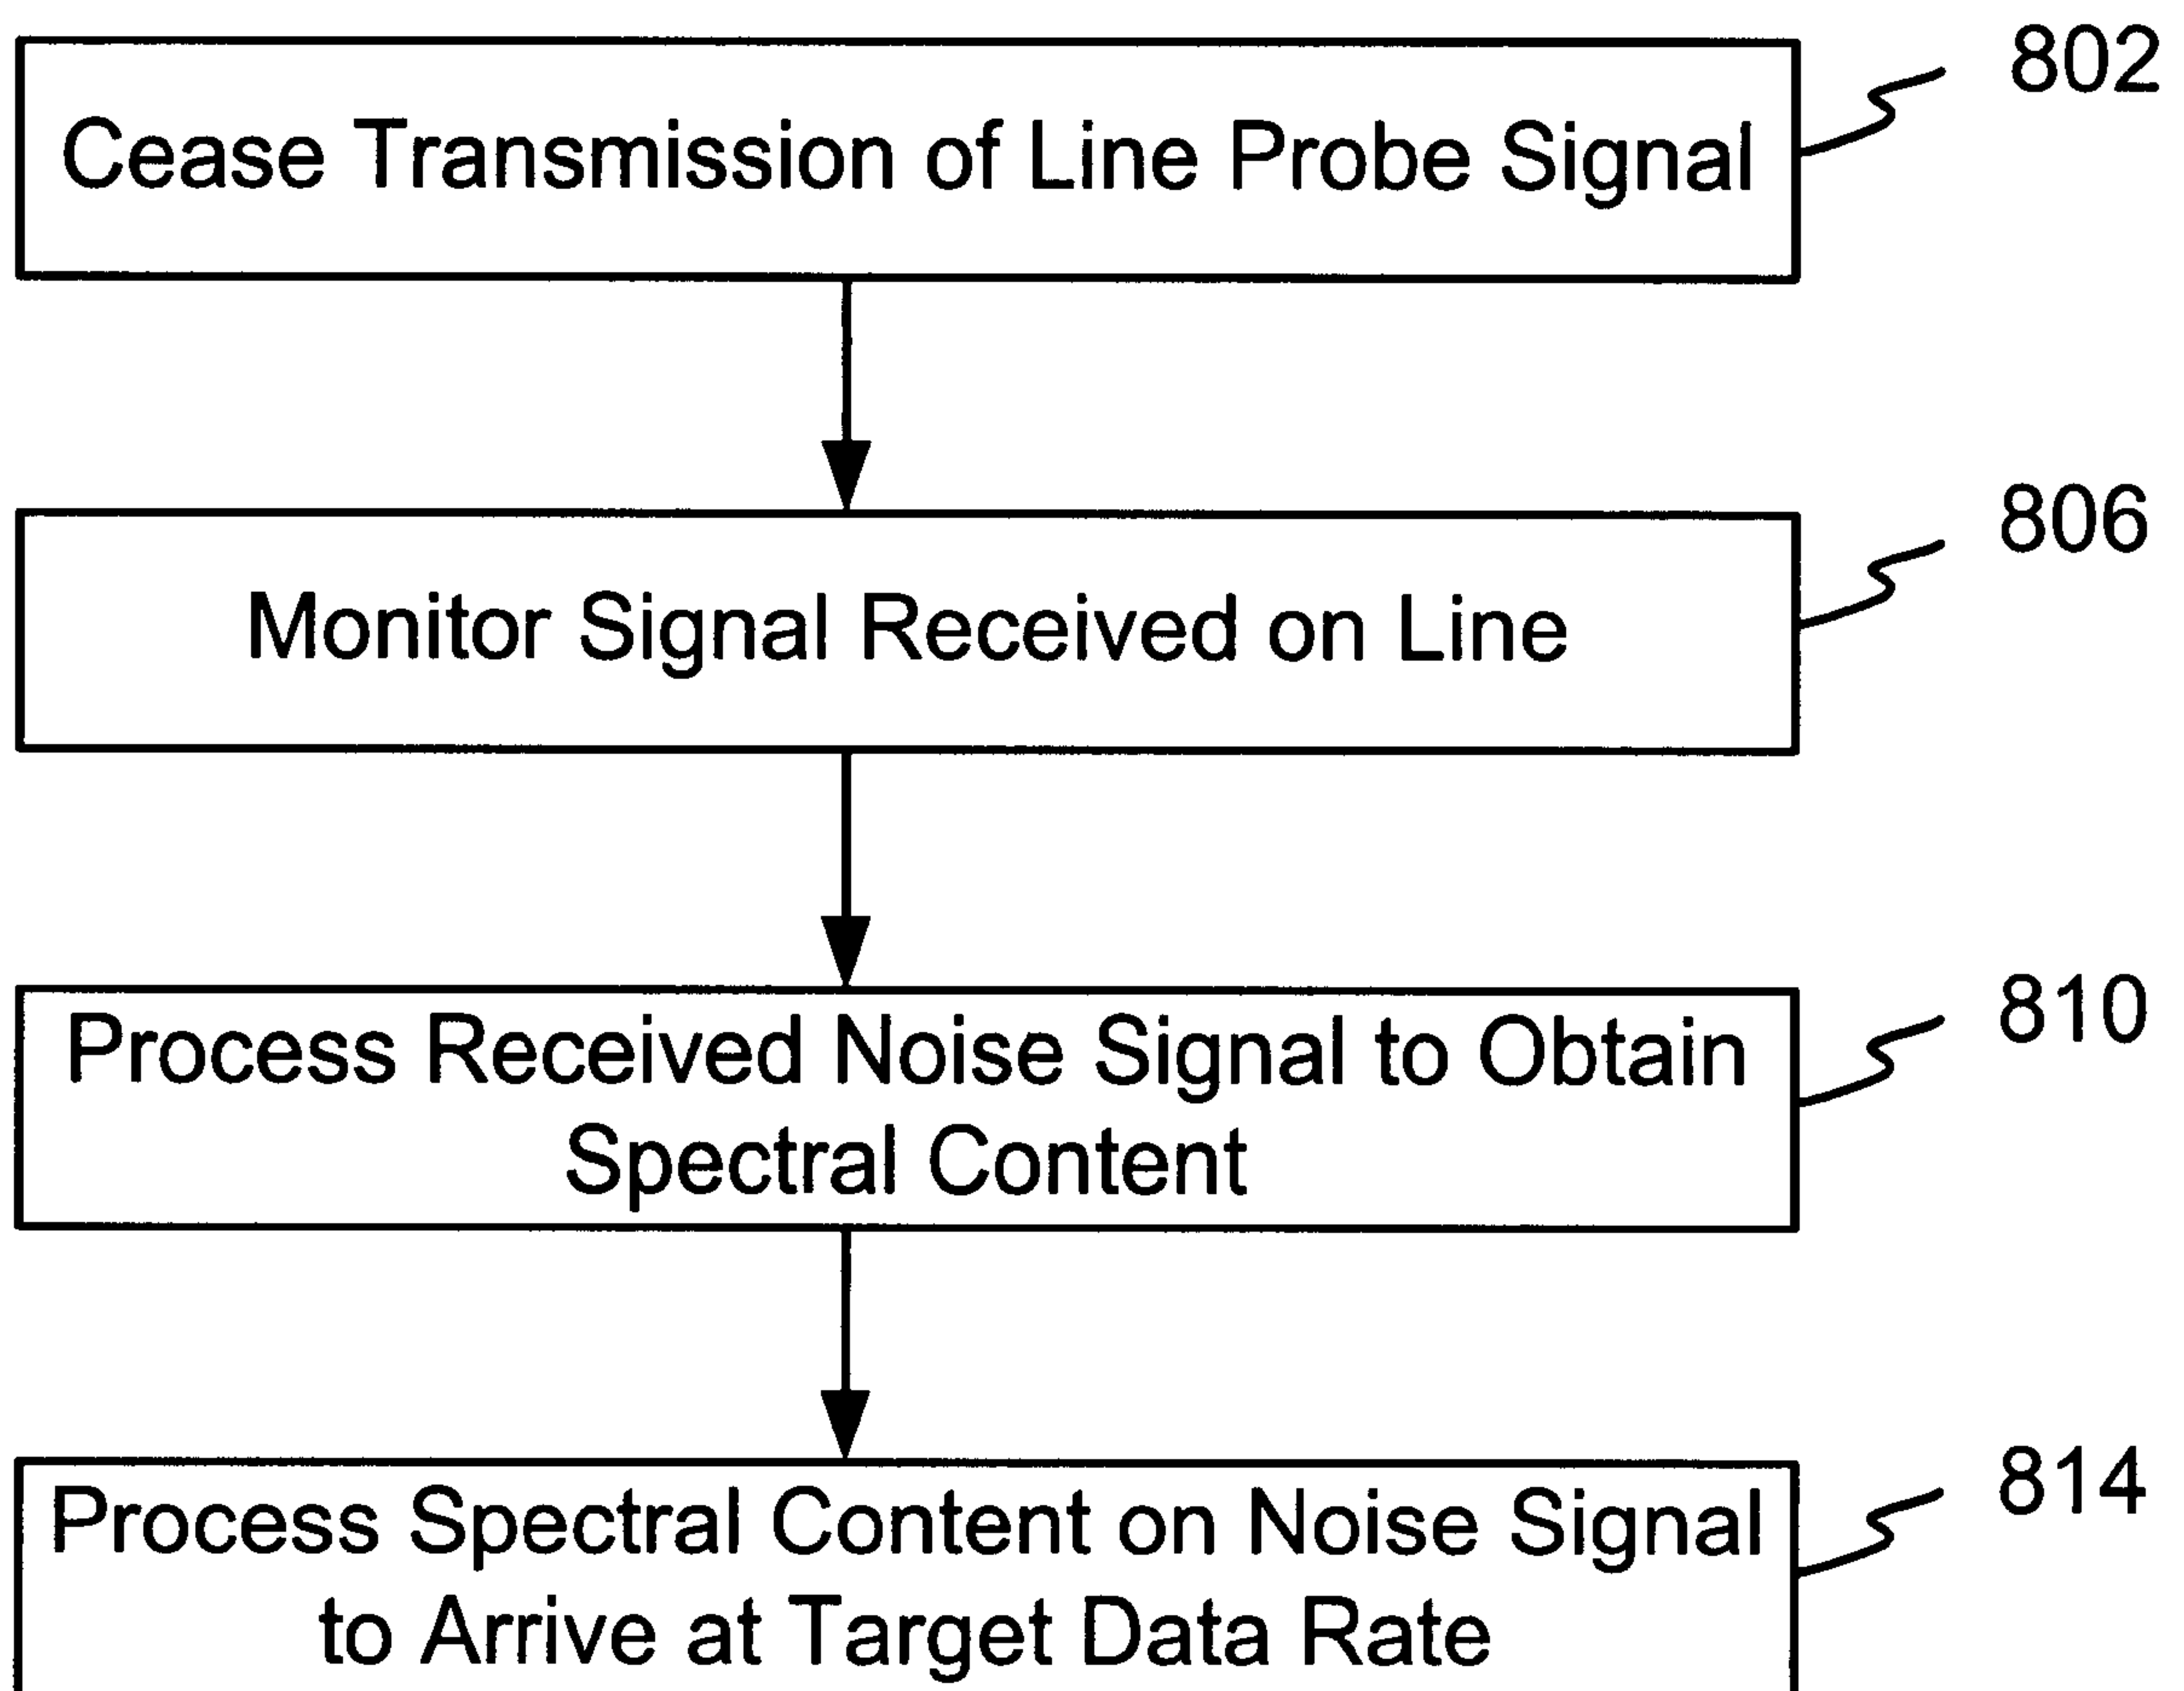 802
Cease Transmission of Line Probe Signal
806
Monitor Signal Received on Line
810
Process Received Noise Signal to Obtain
Spectral Content
814
Process Spectral Content on Noise Signal
to Arrive at Target Data Rate